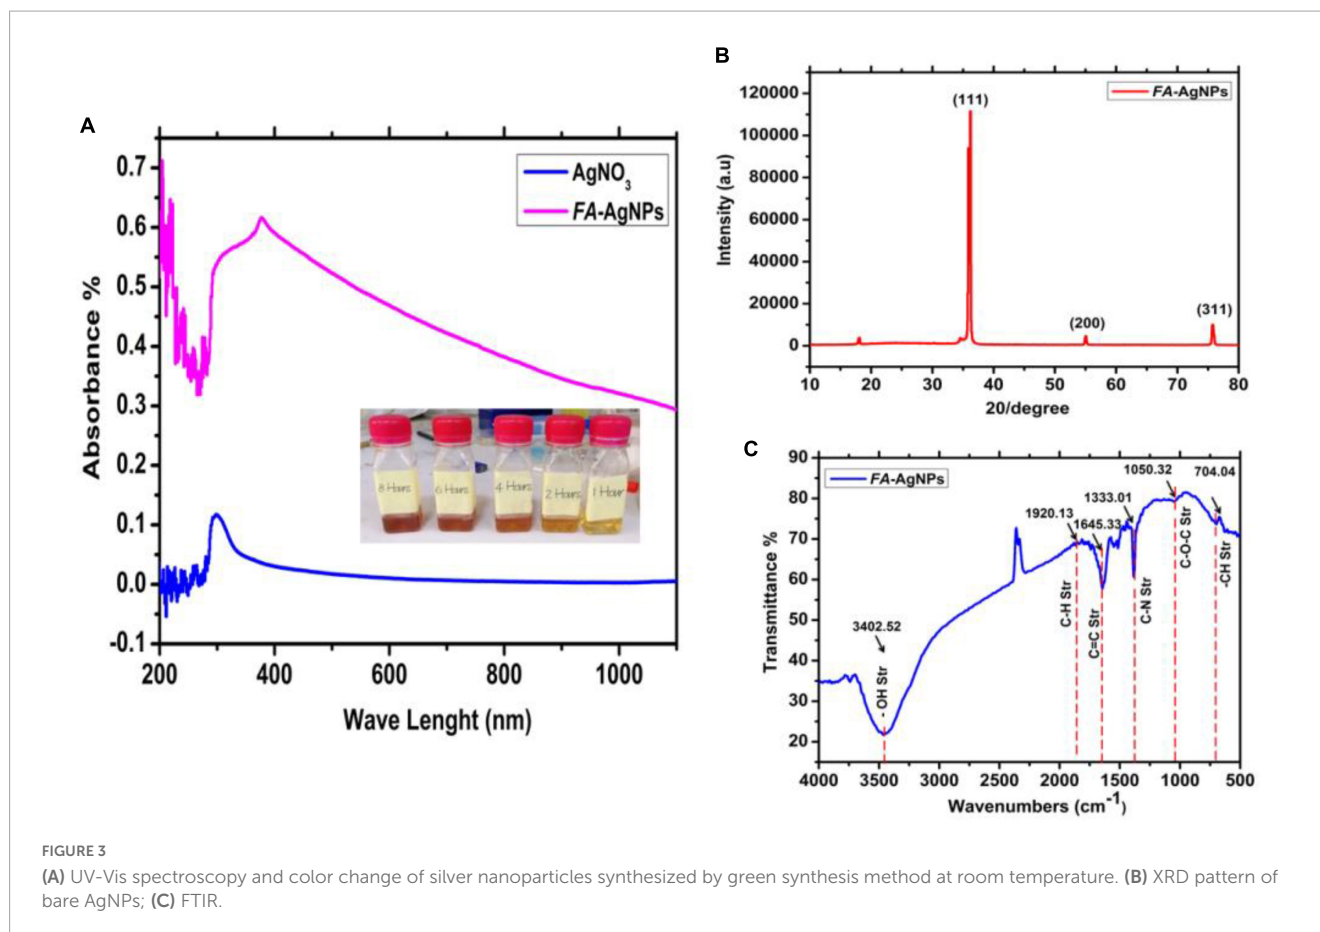 A
0.7
0.6
0.5
0.4
0.3
0.2
0.1
0.0
-0.1
Absorbance %
200 400 600 800 1000
Wave Lenght (nm)
AgNO3
FA-AgNPs
8 Hours
6 Hours
4 Hours
2 Hours
1 Hour
B
120000
100000
80000
60000
40000
20000
0
Intensity (a.u)
10 20 30 40 50 60 70 80
20/degree
FA-AgNPs
(111)
(200)
(311)
C
90
80
70
60
50
40
30
20
Transmittance %
4000 3500 3000 2500 2000 1500 1000 500
Wavenumbers (cm-1)
FA-AgNPs
3402.52
- OH Str
1920.13
C-H Str
1645.33
C=C Str
1333.01
C-N Str
1050.32
C-O-C Str
704.04
-CH Str
FIGURE 3
(A) UV-Vis spectroscopy and color change of silver nanoparticles synthesized by green synthesis method at room temperature. (B) XRD pattern of
bare AgNPs; (C) FTIR.